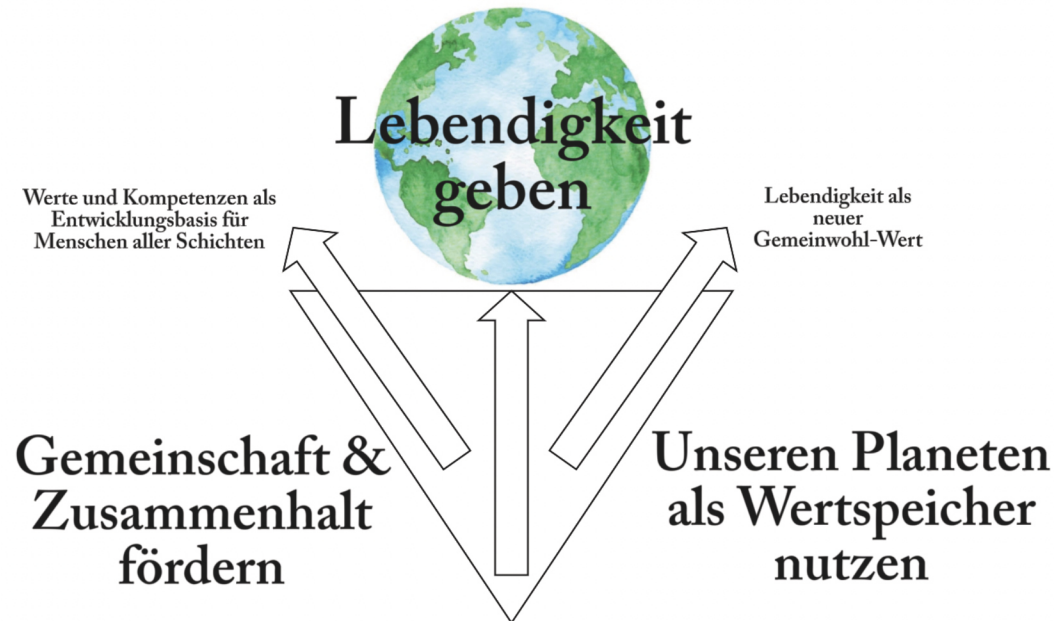 Lebendigkeit
geben
Werte und Kompetenzen als
Entwicklungsbasis für
Menschen aller Schichten
Lebendigkeit als
neuer
Gemeinwohl-Wert
Gemeinschaft &
Zusammenhalt
fördern
Unseren Planeten
als Wertspeicher
nutzen